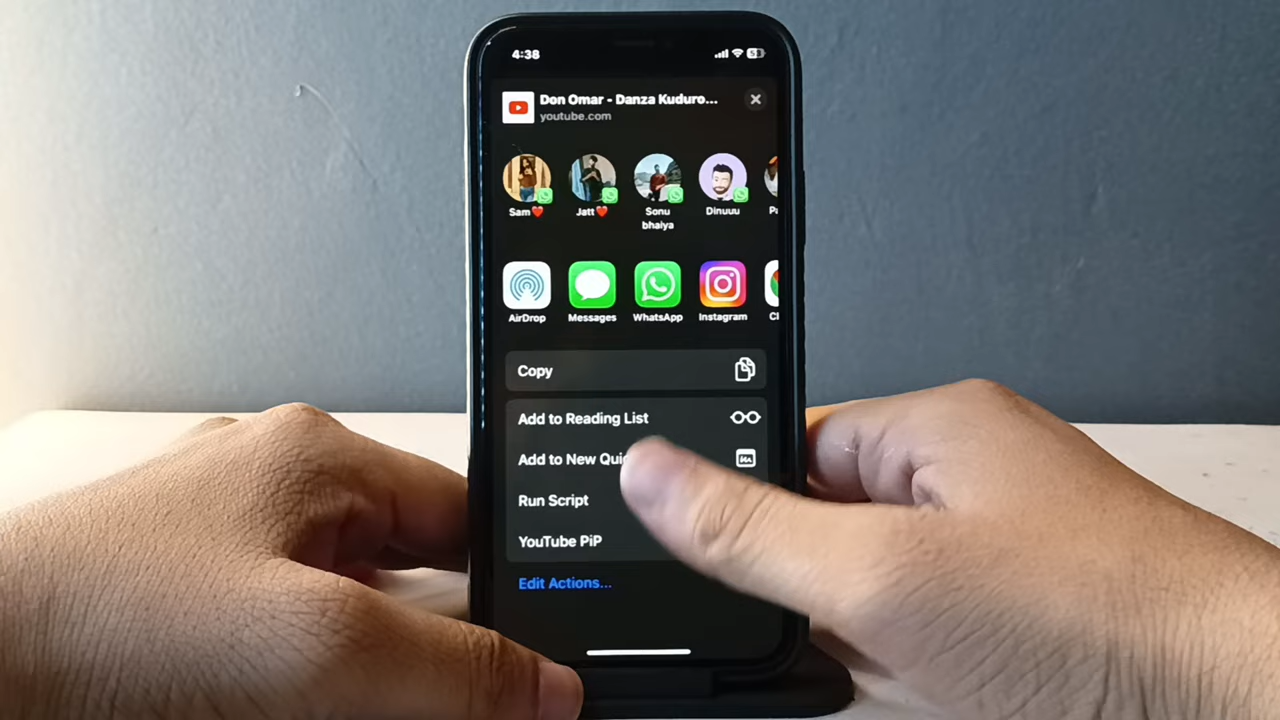 4:38
53
Don Omar - Danza Kuduro...
youtube.com
Sam❤️
Jatt❤️
Sonu
bhaiya
Dinuuu
AirDrop
Messages
WhatsApp
Instagram
Copy
Add to Reading List
Add to New
Run Script
YouTube PiP
Edit Actions...